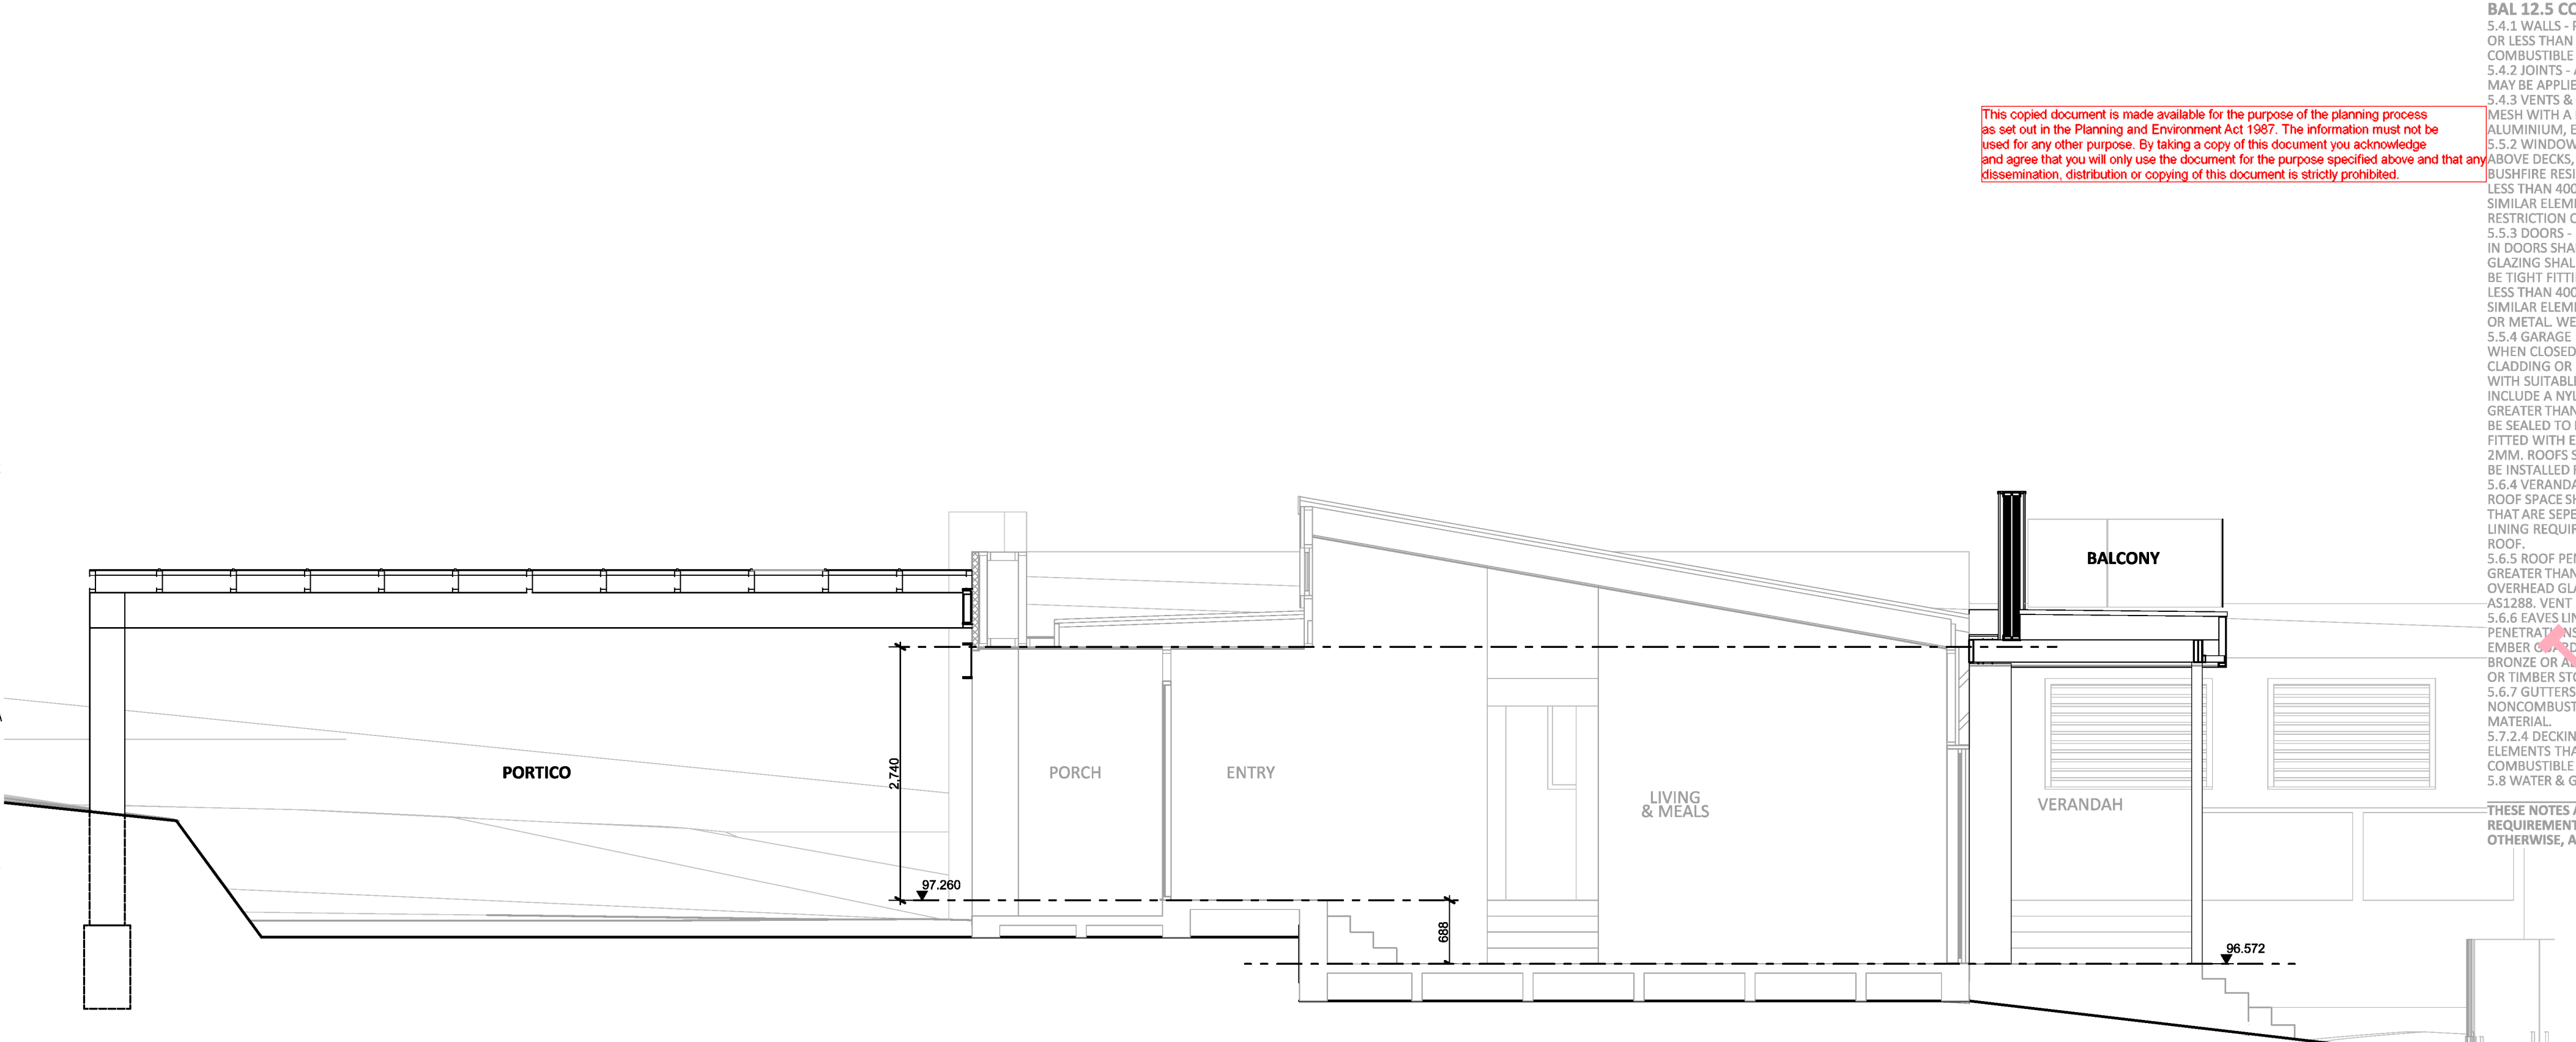 This copied document is made available for the purpose of the planning process
as set out in the Planning and Environment Act 1987. The information must not be
used for any other purpose. By taking a copy of this document you acknowledge
and agree that you will only use the document for the purpose specified above and that any
dissemination, distribution or copying of this document is strictly prohibited.
BAL 12.5 CO
5.4.1 WALLS -
OR LESS THAN
COMBUSTIBLE
5.4.2 JOINTS -
MAY BE APPLIE
5.4.3 VENTS &
MESH WITH A
ALUMINIUM,
5.5.2 WINDOW
ABOVE DECKS,
BUSHFIRE RESI
LESS THAN 400
SIMILAR ELEM
RESTRICTION
5.5.3 DOORS -
IN DOORS SHA
GLAZING SHAL
BE TIGHT FITTI
LESS THAN 400
SIMILAR ELEM
OR METAL. WE
5.5.4 GARAGE
WHEN CLOSED
CLADDING OR
WITH SUITABL
INCLUDE A NYL
GREATER THAN
BE SEALED TO
FITTED WITH E
2MM. ROOFS S
BE INSTALLED
5.6.4 VERANDA
ROOF SPACE SH
THAT ARE SEPE
LINING REQUIR
ROOF.
5.6.5 ROOF PEN
GREATER THAN
OVERHEAD GLA
AS1288. VENT
5.6.6 EAVES LIN
PENETRATIONS
EMBER GUARD
BRONZE OR AL
OR TIMBER STO
5.6.7 GUTTERS
NONCOMBUST
MATERIAL.
5.7.2.4 DECKIN
ELEMENTS THA
COMBUSTIBLE
5.8 WATER & G
THESE NOTES A
REQUIREMENT
OTHERWISE, A
BALCONY
PORTICO
2,740
PORCH
ENTRY
LIVING
& MEALS
VERANDAH
97.260
688
96.572